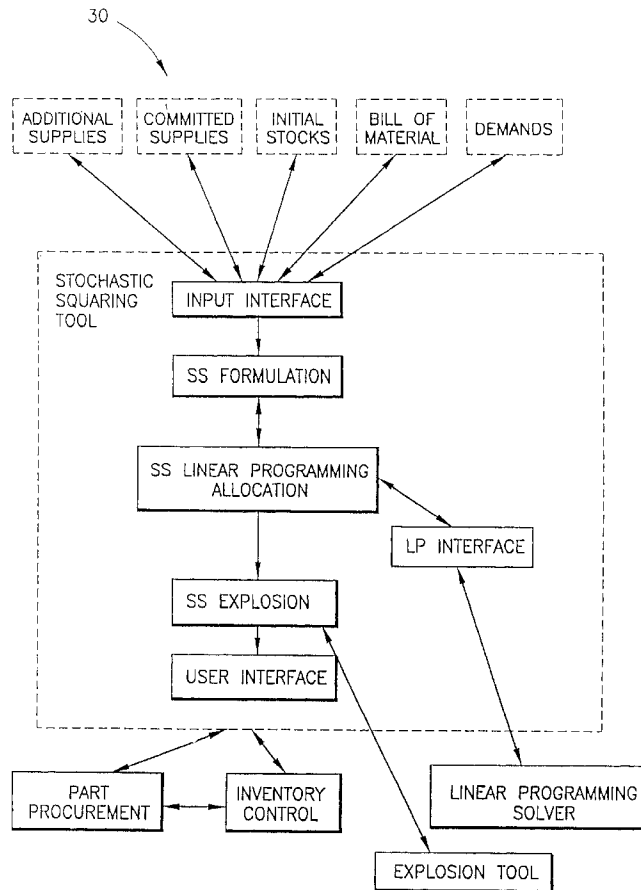 30
ADDITIONAL
SUPPLIES
COMMITTED
SUPPLIES
INITIAL
STOCKS
BILL OF
MATERIAL
DEMANDS
STOCHASTIC
SQUARING
TOOL
INPUT INTERFACE
SS FORMULATION
SS LINEAR PROGRAMMING
ALLOCATION
LP INTERFACE
SS EXPLOSION
USER INTERFACE
PART
PROCUREMENT
INVENTORY
CONTROL
LINEAR PROGRAMMING
SOLVER
EXPLOSION TOOL